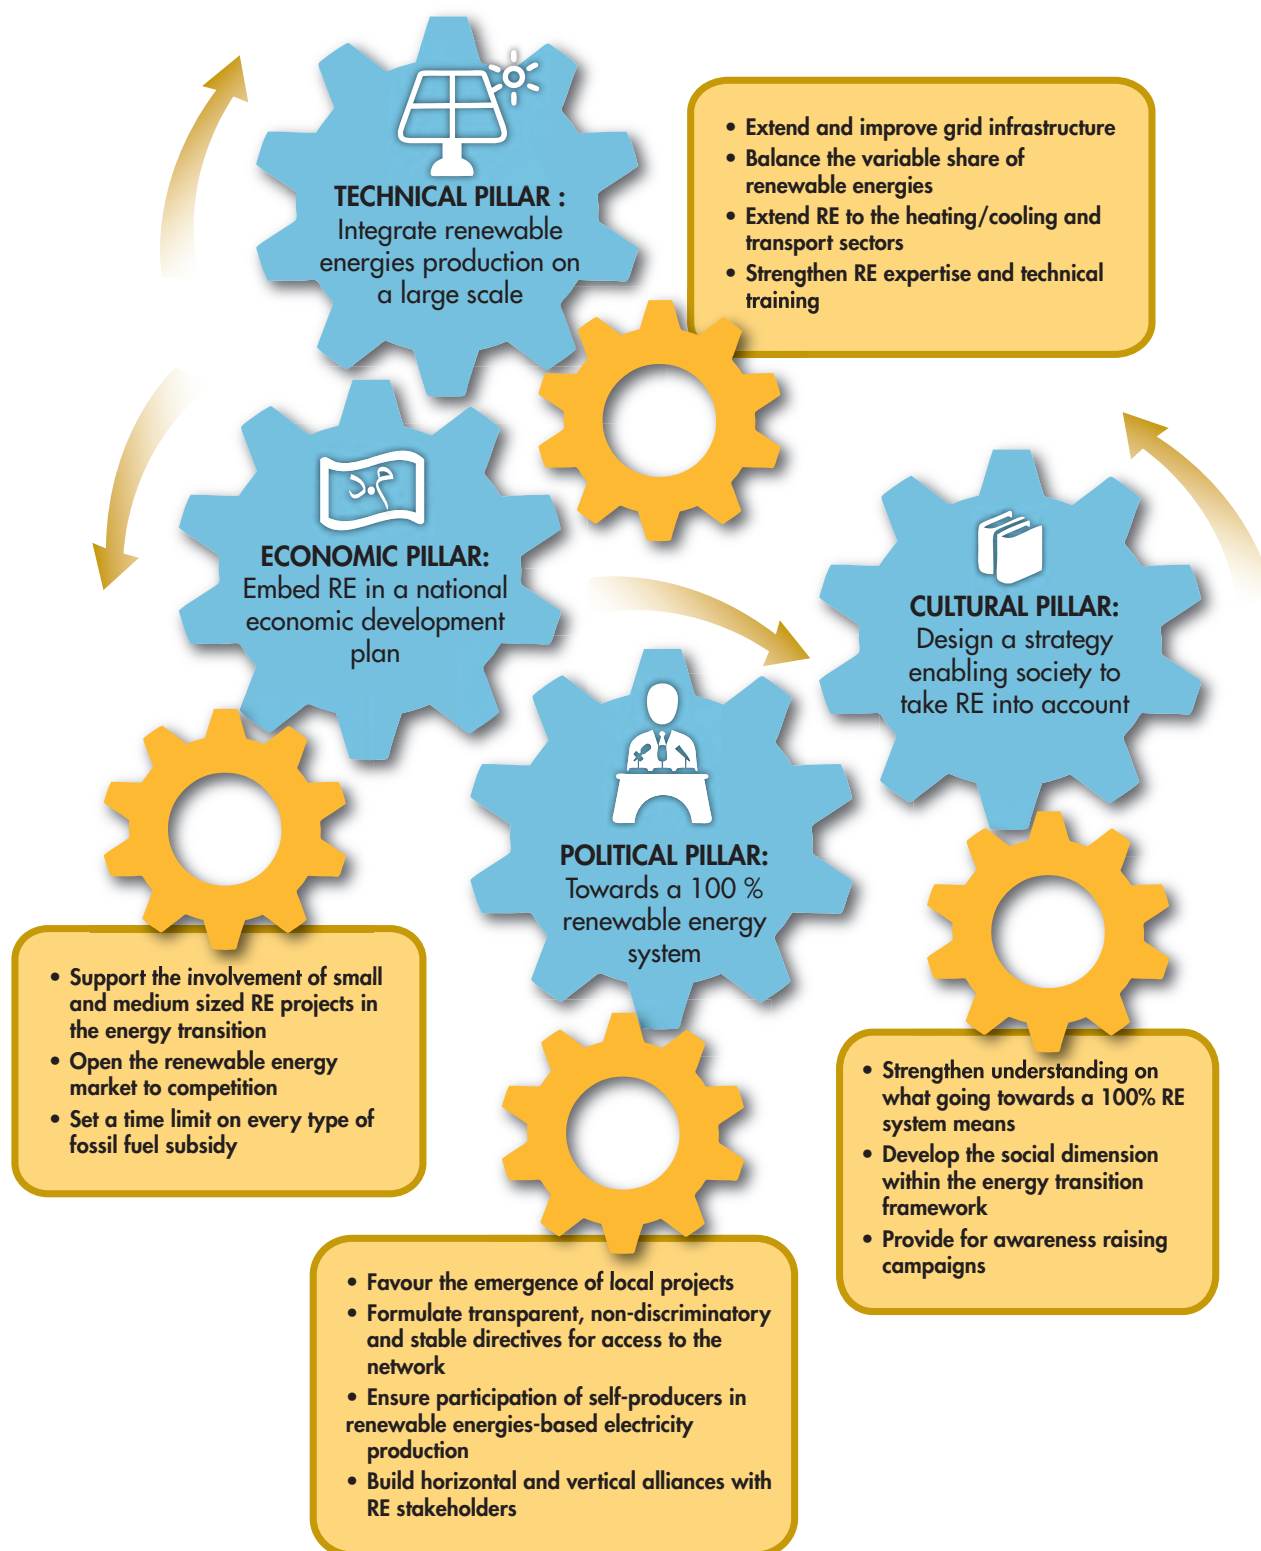 TECHNICAL PILLAR :
Integrate renewable
energies production on
a large scale
• Extend and improve grid infrastructure
• Balance the variable share of
renewable energies
• Extend RE to the heating/cooling and
transport sectors
• Strengthen RE expertise and technical
training
د.م
ECONOMIC PILLAR:
Embed RE in a national
economic development
plan
• Support the involvement of small
and medium sized RE projects in
the energy transition
• Open the renewable energy
market to competition
• Set a time limit on every type of
fossil fuel subsidy
POLITICAL PILLAR:
Towards a 100 %
renewable energy
system
• Favour the emergence of local projects
• Formulate transparent, non-discriminatory
and stable directives for access to the
network
• Ensure participation of self-producers in
renewable energies-based electricity
production
• Build horizontal and vertical alliances with
RE stakeholders
CULTURAL PILLAR:
Design a strategy
enabling society to
take RE into account
• Strengthen understanding on
what going towards a 100% RE
system means
• Develop the social dimension
within the energy transition
framework
• Provide for awareness raising
campaigns